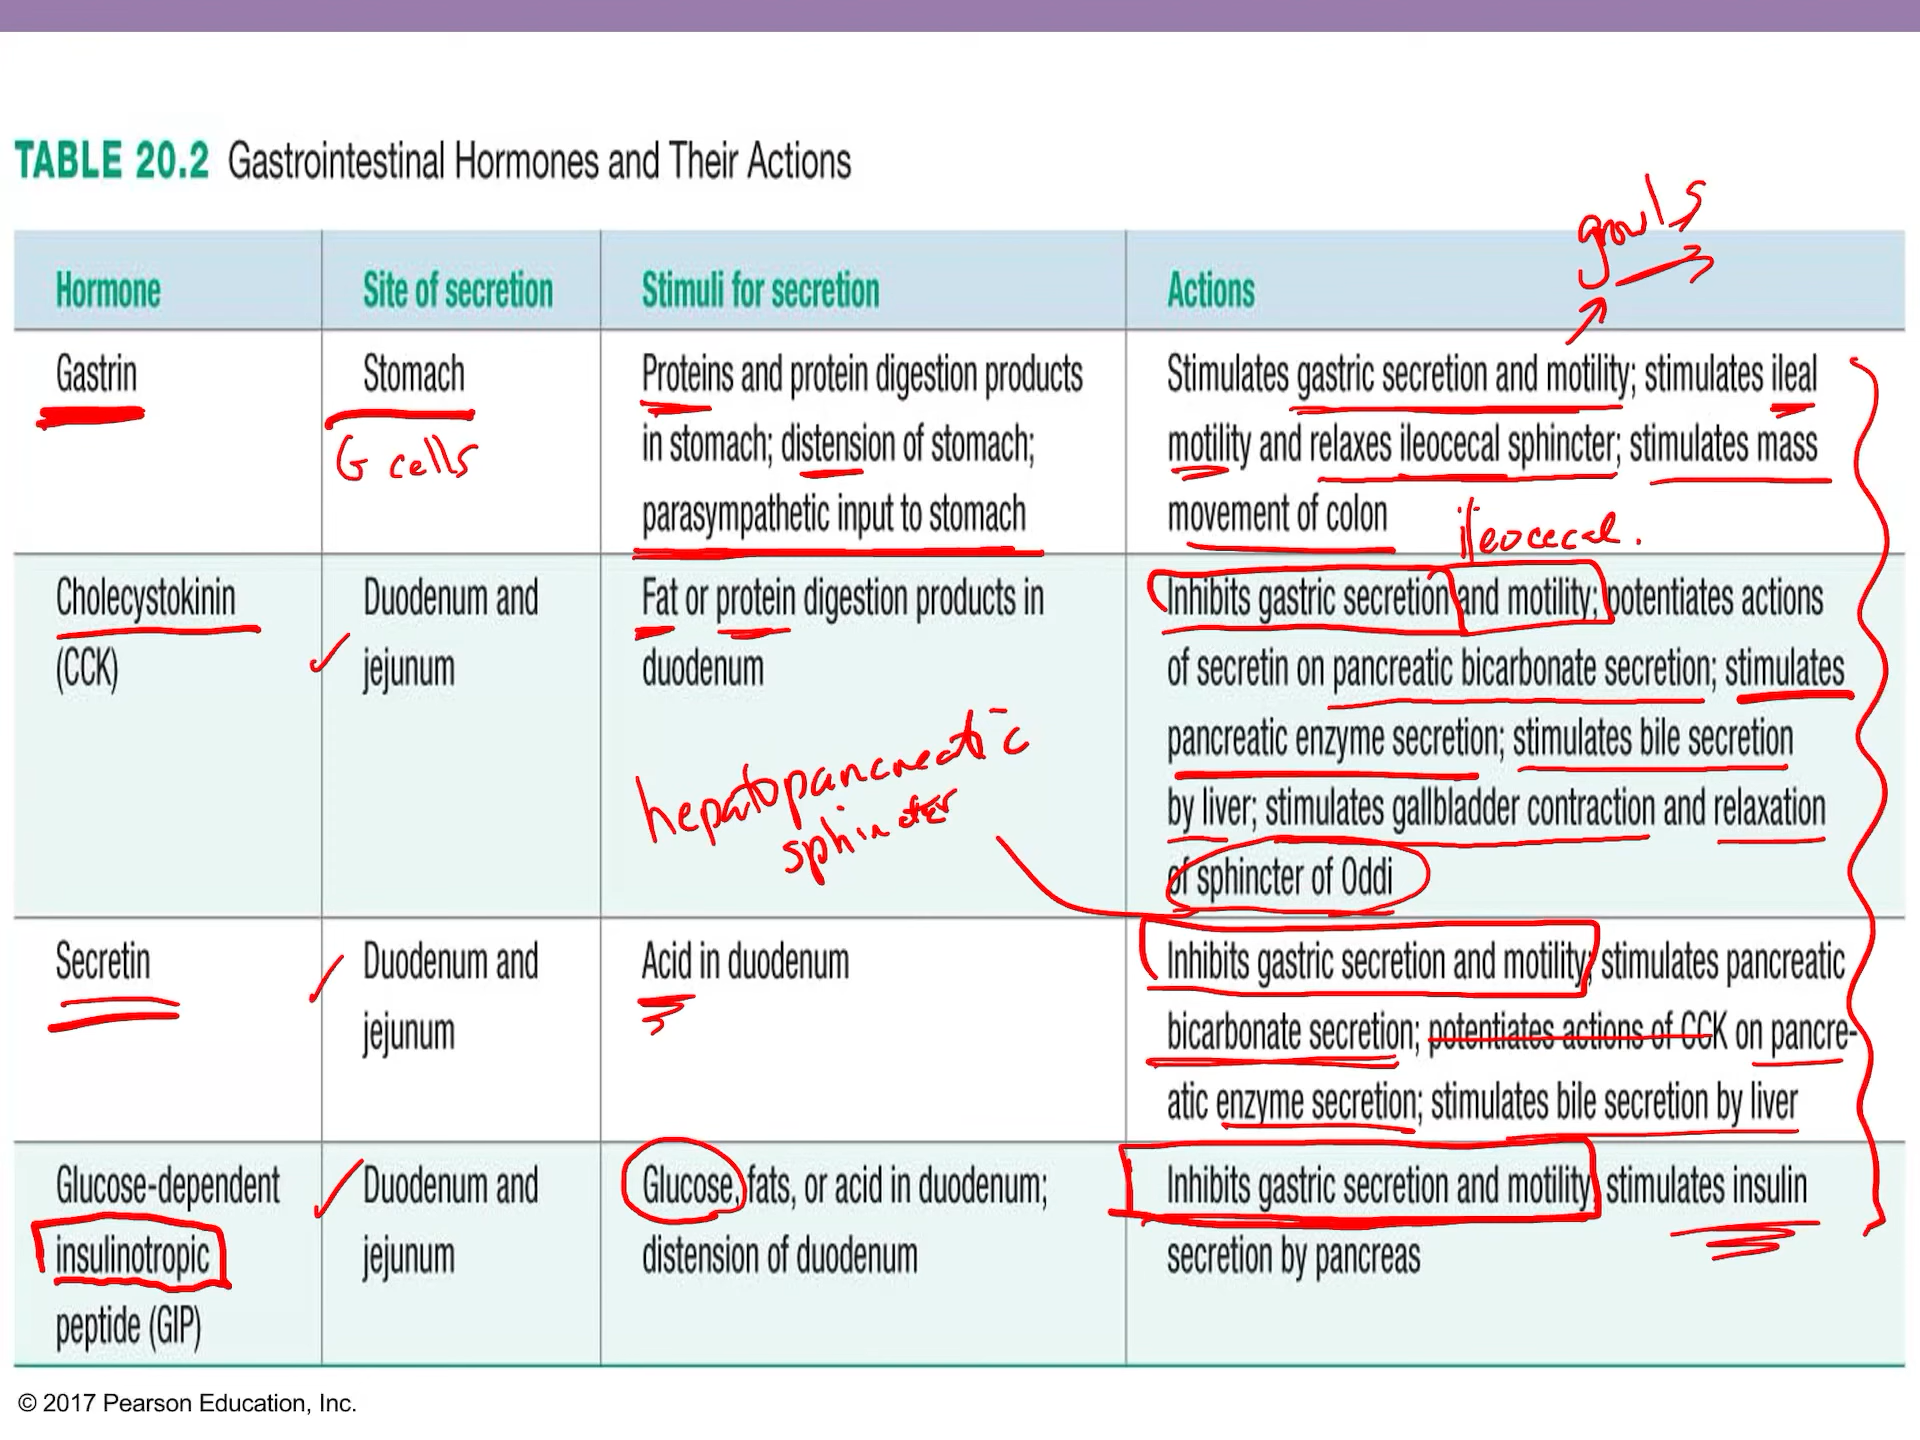 TABLE 20.2 Gastrointestinal Hormones and Their Actions
growls
Hormone
Site of secretion
Stimuli for secretion
Actions
Gastrin
Stomach
G cells
Proteins and protein digestion products
in stomach; distension of stomach;
parasympathetic input to stomach
Stimulates gastric secretion and motility; stimulates ileal
motility and relaxes ileocecal sphincter; stimulates mass
movement of colon
ileocecal.
Cholecystokinin
(CCK)
Duodenum and
jejunum
Fat or protein digestion products in
duodenum
hepatopancreatic
sphincter
Inhibits gastric secretion and motility; potentiates actions
of secretin on pancreatic bicarbonate secretion; stimulates
pancreatic enzyme secretion; stimulates bile secretion
by liver; stimulates gallbladder contraction and relaxation
of sphincter of Oddi
Secretin
Duodenum and
jejunum
Acid in duodenum
Inhibits gastric secretion and motility; stimulates pancreatic
bicarbonate secretion; potentiates actions of CCK on pancre-
atic enzyme secretion; stimulates bile secretion by liver
Glucose-dependent
insulinotropic
peptide (GIP)
Duodenum and
jejunum
Glucose, fats, or acid in duodenum;
distension of duodenum
Inhibits gastric secretion and motility; stimulates insulin
secretion by pancreas
© 2017 Pearson Education, Inc.